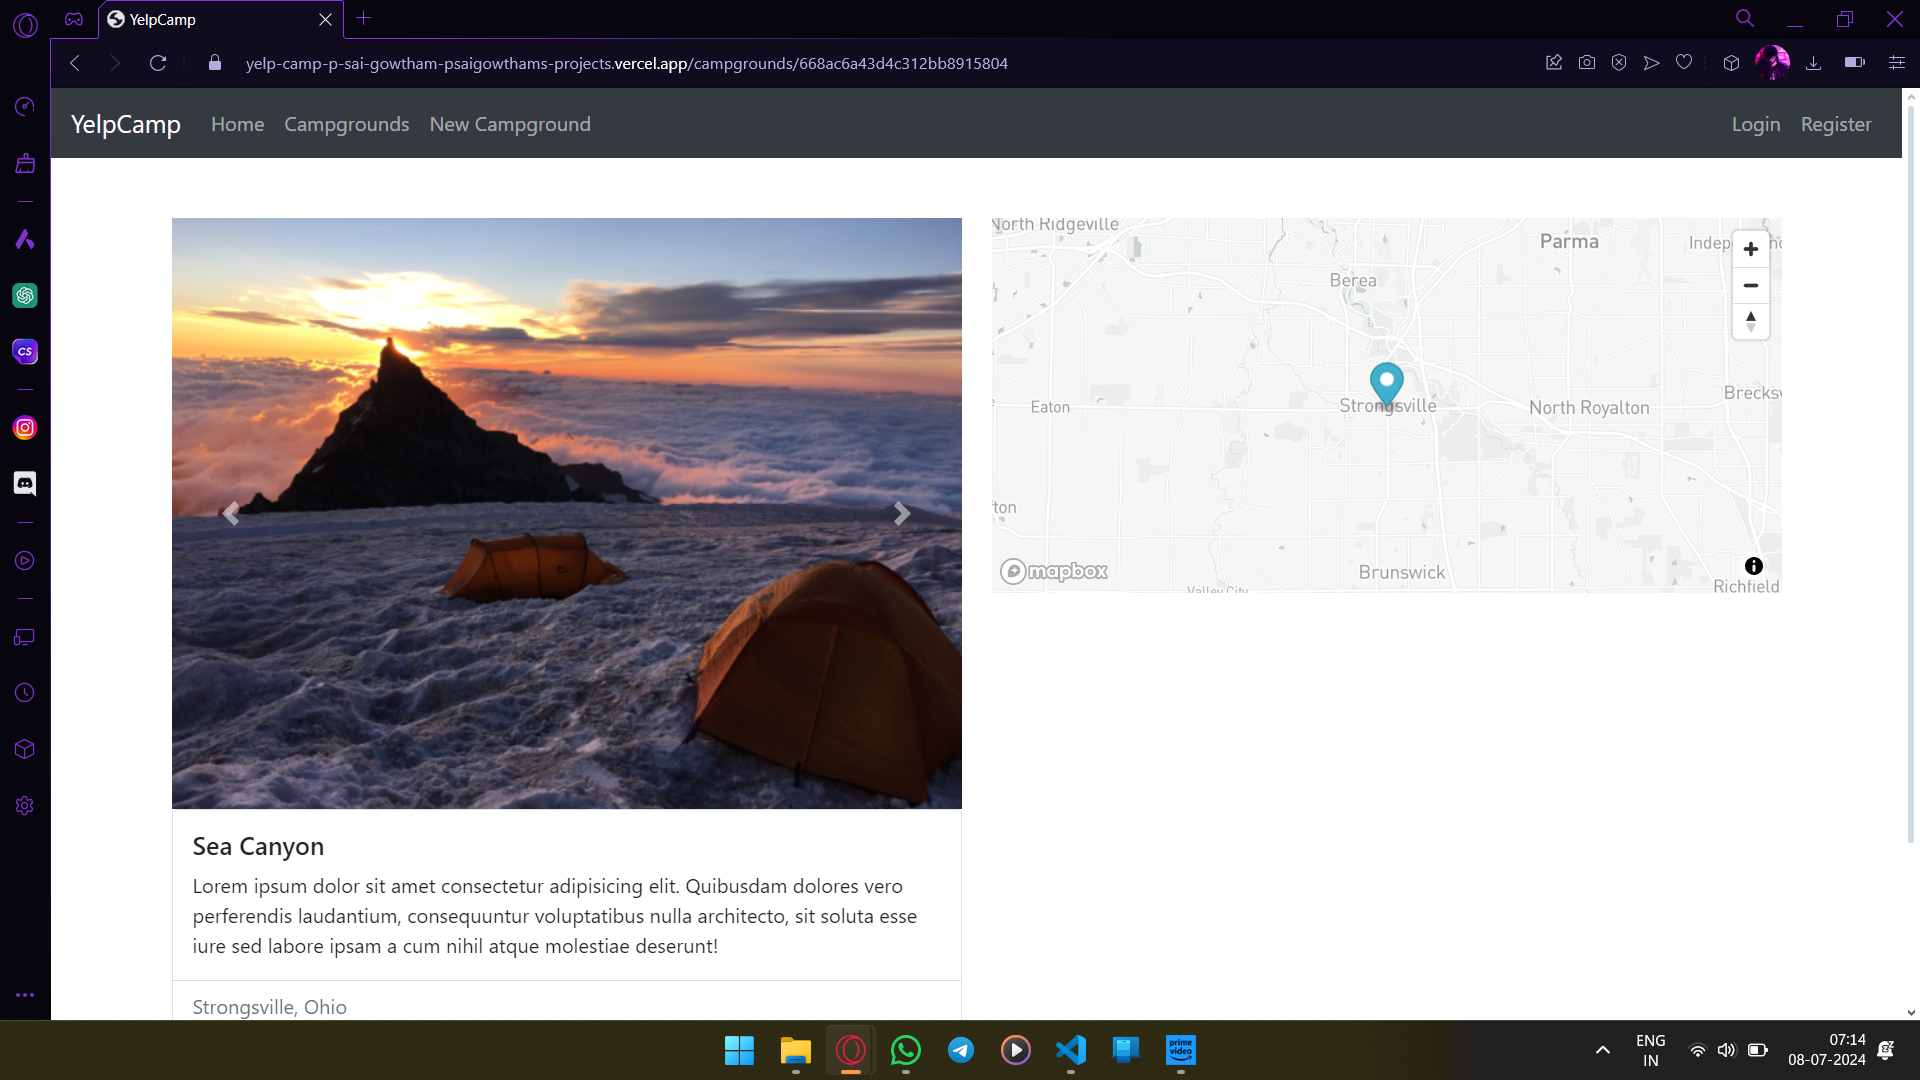 YelpCamp
yelp-camp-p-sai-gowtham-psaigowthams-projects.vercel.app/campgrounds/668ac6a43d4c312bb8915804
YelpCamp Home Campgrounds New Campground Login Register
North Ridgeville
Parma
Berea
Strongsville
Eaton
North Royalton
Brecksv
ton
mapbox
Brunswick
Valley City
Richfield
Sea Canyon
Lorem ipsum dolor sit amet consectetur adipisicing elit. Quibusdam dolores vero
perferendis laudantium, consequuntur voluptatibus nulla architecto, sit soluta esse
iure sed labore ipsam a cum nihil atque molestiae deserunt!
Strongsville, Ohio
CS
prime video
ENG
IN
07:14
08-07-2024